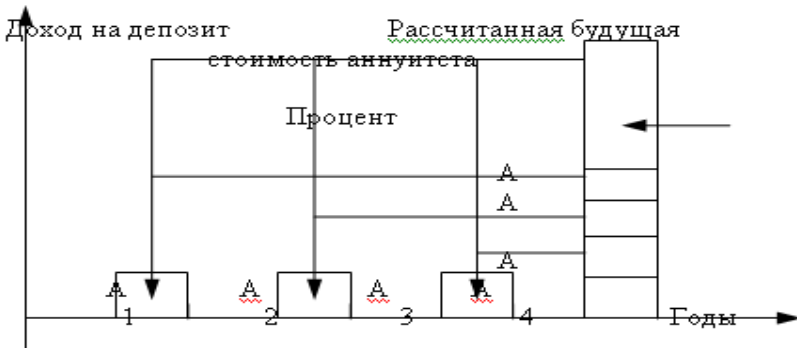 Доход на депозит Рассчитанная будущая
стоимость аннуитета
Процент
А
А
А
А А А А
1 2 3 4 Годы